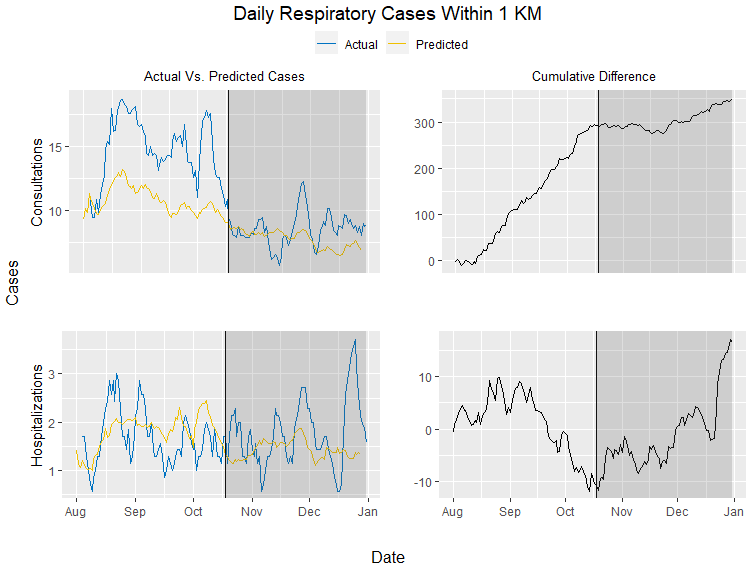 Daily Respiratory Cases Within 1 KM
Actual Predicted
Actual Vs. Predicted Cases
Cumulative Difference
Cases
Consultations
15
10
300
200
100
0
Hospitalizations
3
2
1
10
0
-10
Aug Sep Oct Nov Dec Jan
Aug Sep Oct Nov Dec Jan
Date